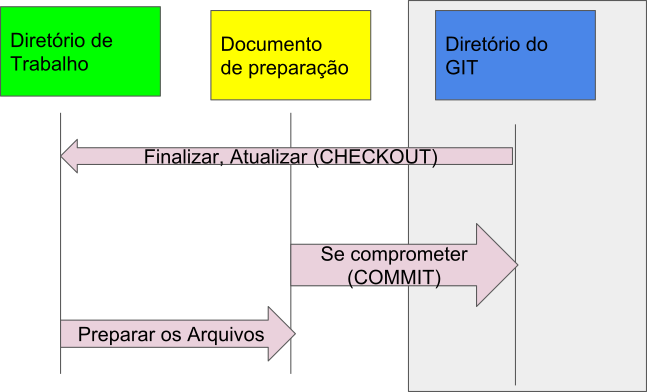 Diretório de
Trabalho
Documento
de preparação
Diretório do
GIT
Finalizar, Atualizar (CHECKOUT)
Se comprometer
(COMMIT)
Preparar os Arquivos